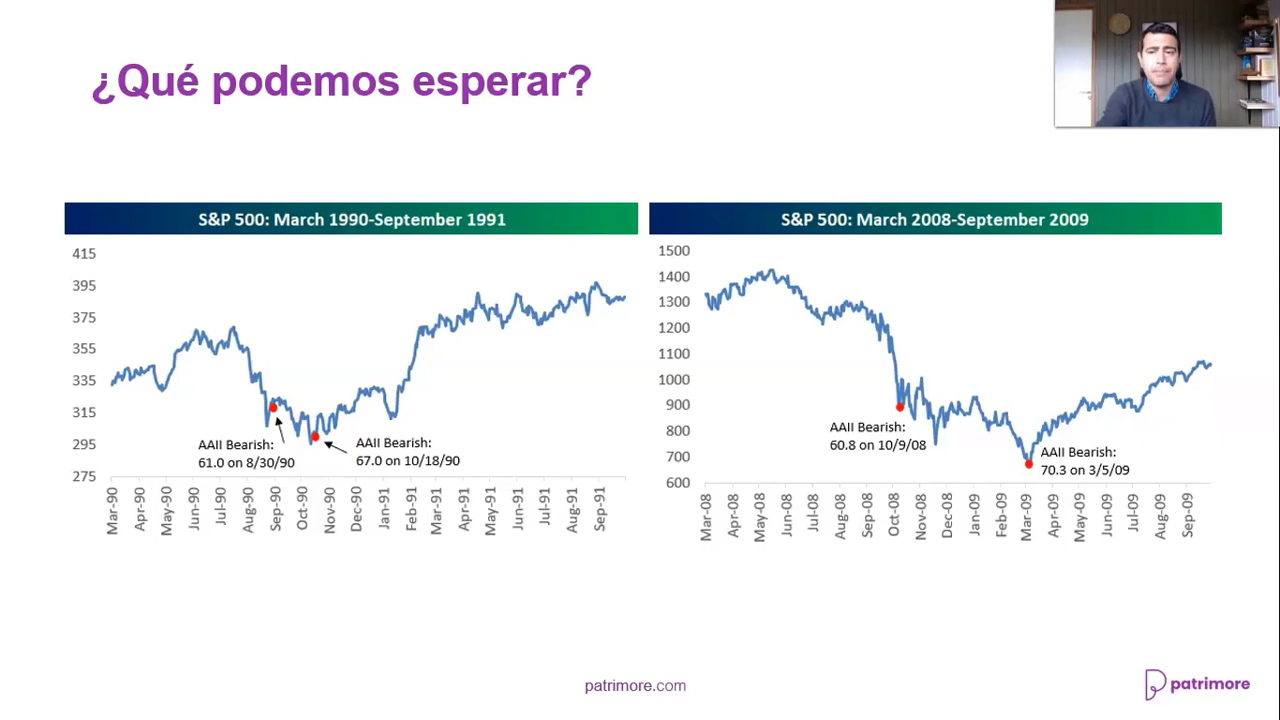 ¿Qué podemos esperar?
S&P 500: March 1990-September 1991
415
395
375
355
335
315
295
275
AAII Bearish:
61.0 on 8/30/90
AAII Bearish:
67.0 on 10/18/90
Mar-90
Apr-90
May-90
Jun-90
Jul-90
Aug-90
Sep-90
Oct-90
Nov-90
Dec-90
Jan-91
Feb-91
Mar-91
Apr-91
May-91
Jun-91
Jul-91
Aug-91
Sep-91
S&P 500: March 2008-September 2009
1500
1400
1300
1200
1100
1000
900
800
700
600
AAII Bearish:
60.8 on 10/9/08
AAII Bearish:
70.3 on 3/5/09
Mar-08
Apr-08
May-08
Jun-08
Jul-08
Aug-08
Sep-08
Oct-08
Nov-08
Dec-08
Jan-09
Feb-09
Mar-09
Apr-09
May-09
Jun-09
Jul-09
Aug-09
Sep-09
patrimore.com
patrimore